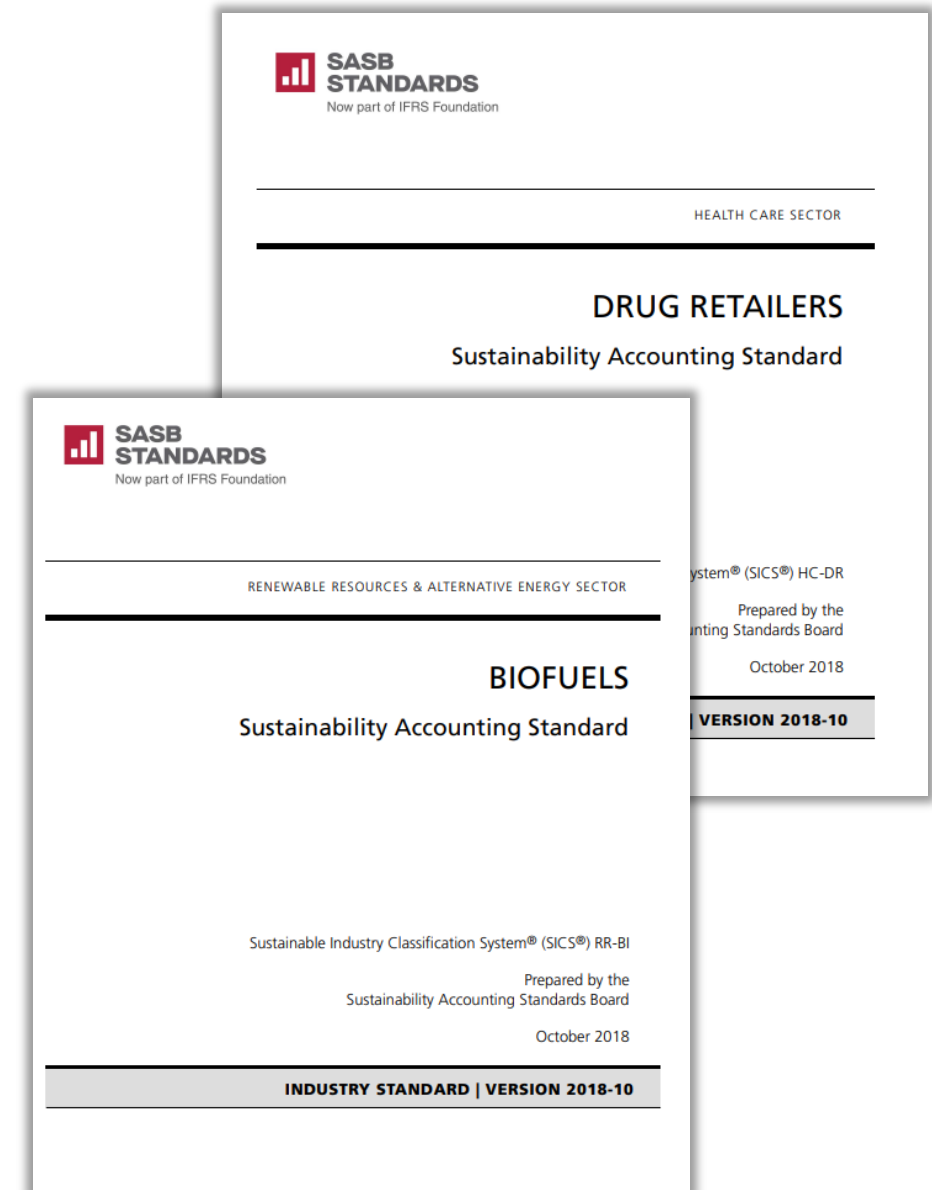 SASB
STANDARDS
Now part of IFRS Foundation
HEALTH CARE SECTOR
DRUG RETAILERS
Sustainability Accounting Standard
(SICS®) HC-DR
Prepared by the
Standards Board
October 2018
| VERSION 2018-10
SASB
STANDARDS
Now part of IFRS Foundation
RENEWABLE RESOURCES & ALTERNATIVE ENERGY SECTOR
BIOFUELS
Sustainability Accounting Standard
Sustainable Industry Classification System® (SICS®) RR-BI
Prepared by the
Sustainability Accounting Standards Board
October 2018
INDUSTRY STANDARD | VERSION 2018-10